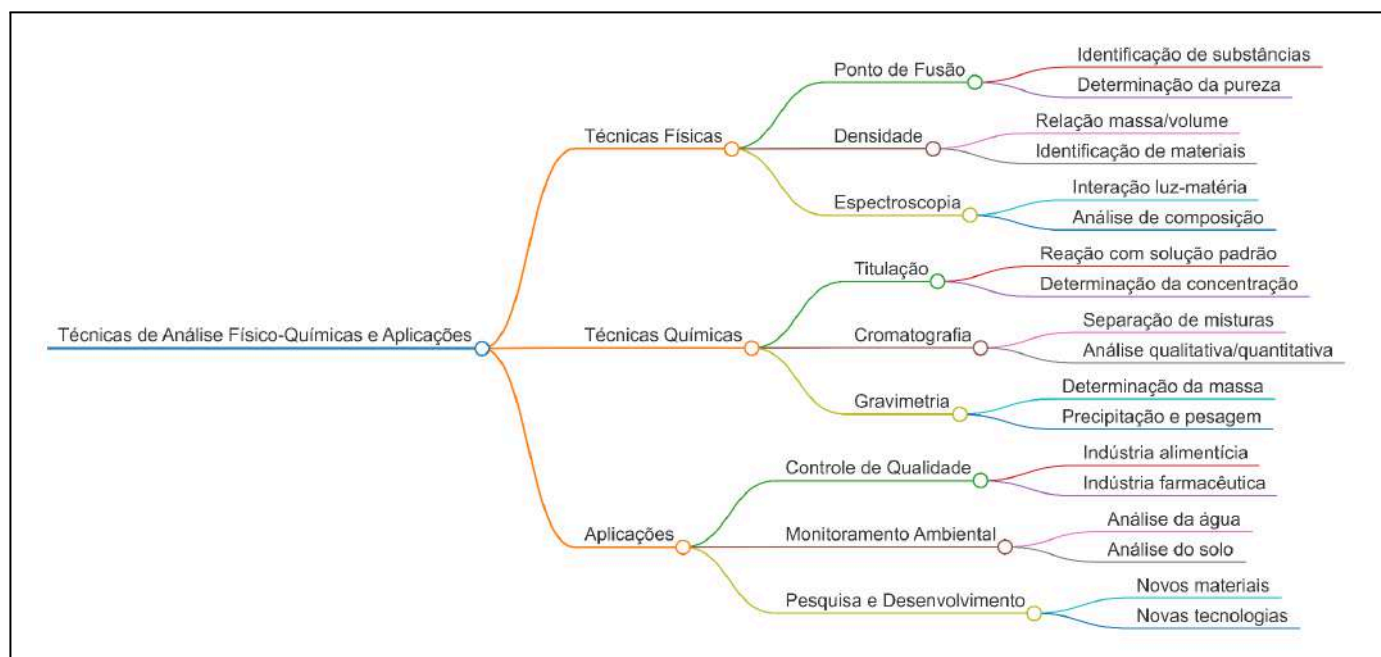 Técnicas de Análise Físico-Químicas e Aplicações
Técnicas Físicas
Ponto de Fusão
Identificação de substâncias
Determinação da pureza
Densidade
Relação massa/volume
Identificação de materiais
Espectroscopia
Interação luz-matéria
Análise de composição
Técnicas Químicas
Titulação
Reação com solução padrão
Determinação da concentração
Cromatografia
Separação de misturas
Análise qualitativa/quantitativa
Gravimetria
Determinação da massa
Precipitação e pesagem
Aplicações
Controle de Qualidade
Indústria alimentícia
Indústria farmacêutica
Monitoramento Ambiental
Análise da água
Análise do solo
Pesquisa e Desenvolvimento
Novos materiais
Novas tecnologias